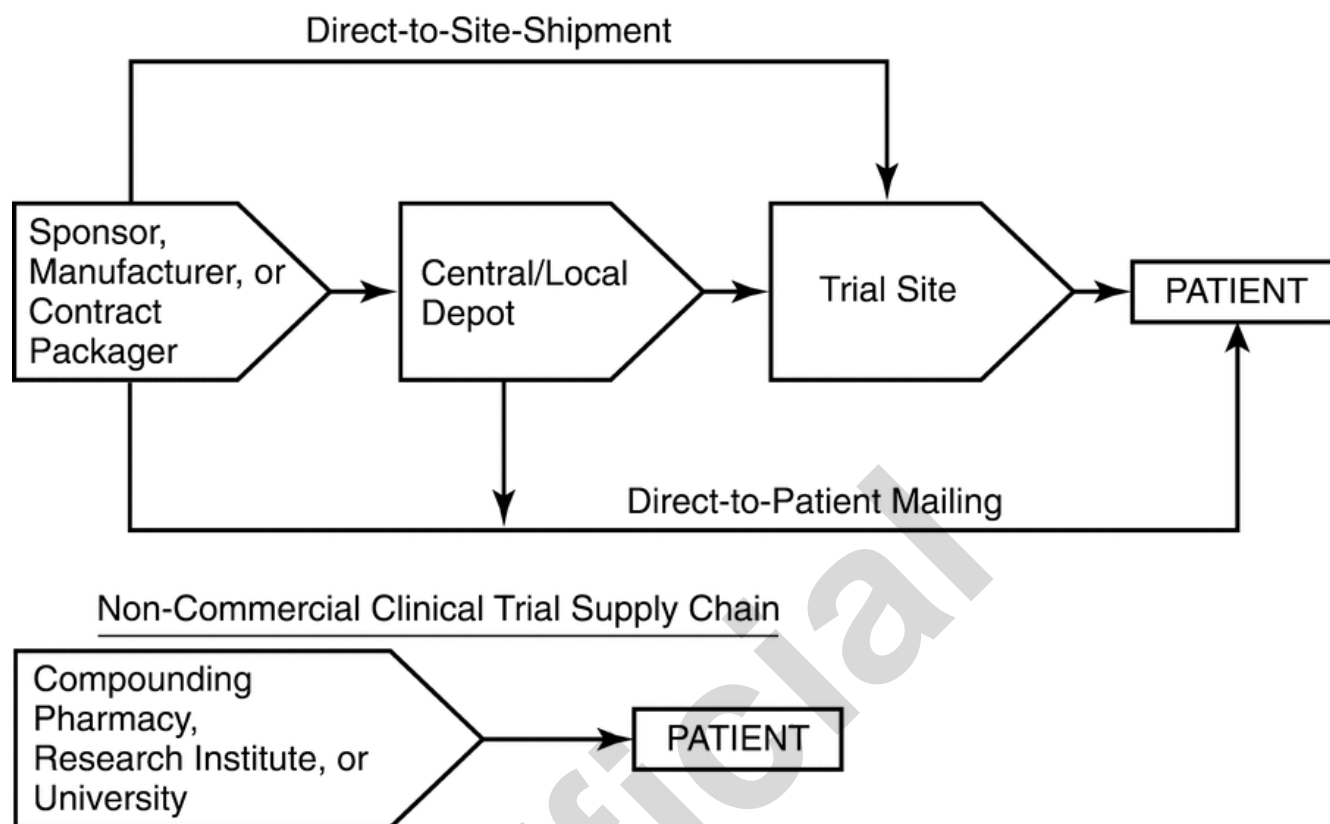 Direct-to-Site-Shipment
Sponsor,
Manufacturer, or
Contract
Packager
Central/Local
Depot
Trial Site
PATIENT
Direct-to-Patient Mailing
Non-Commercial Clinical Trial Supply Chain
Compounding
Pharmacy,
Research Institute, or
University
PATIENT